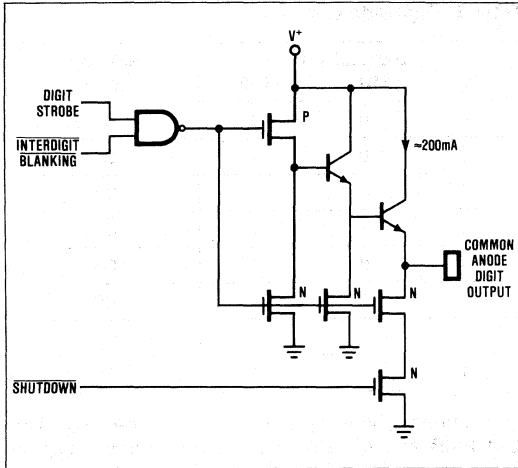 V+
DIGIT
STROBE
P
INTERDIGIT
BLANKING
≈200mA
COMMON
ANODE
DIGIT
OUTPUT
N
N
N
N
SHUTDOWN